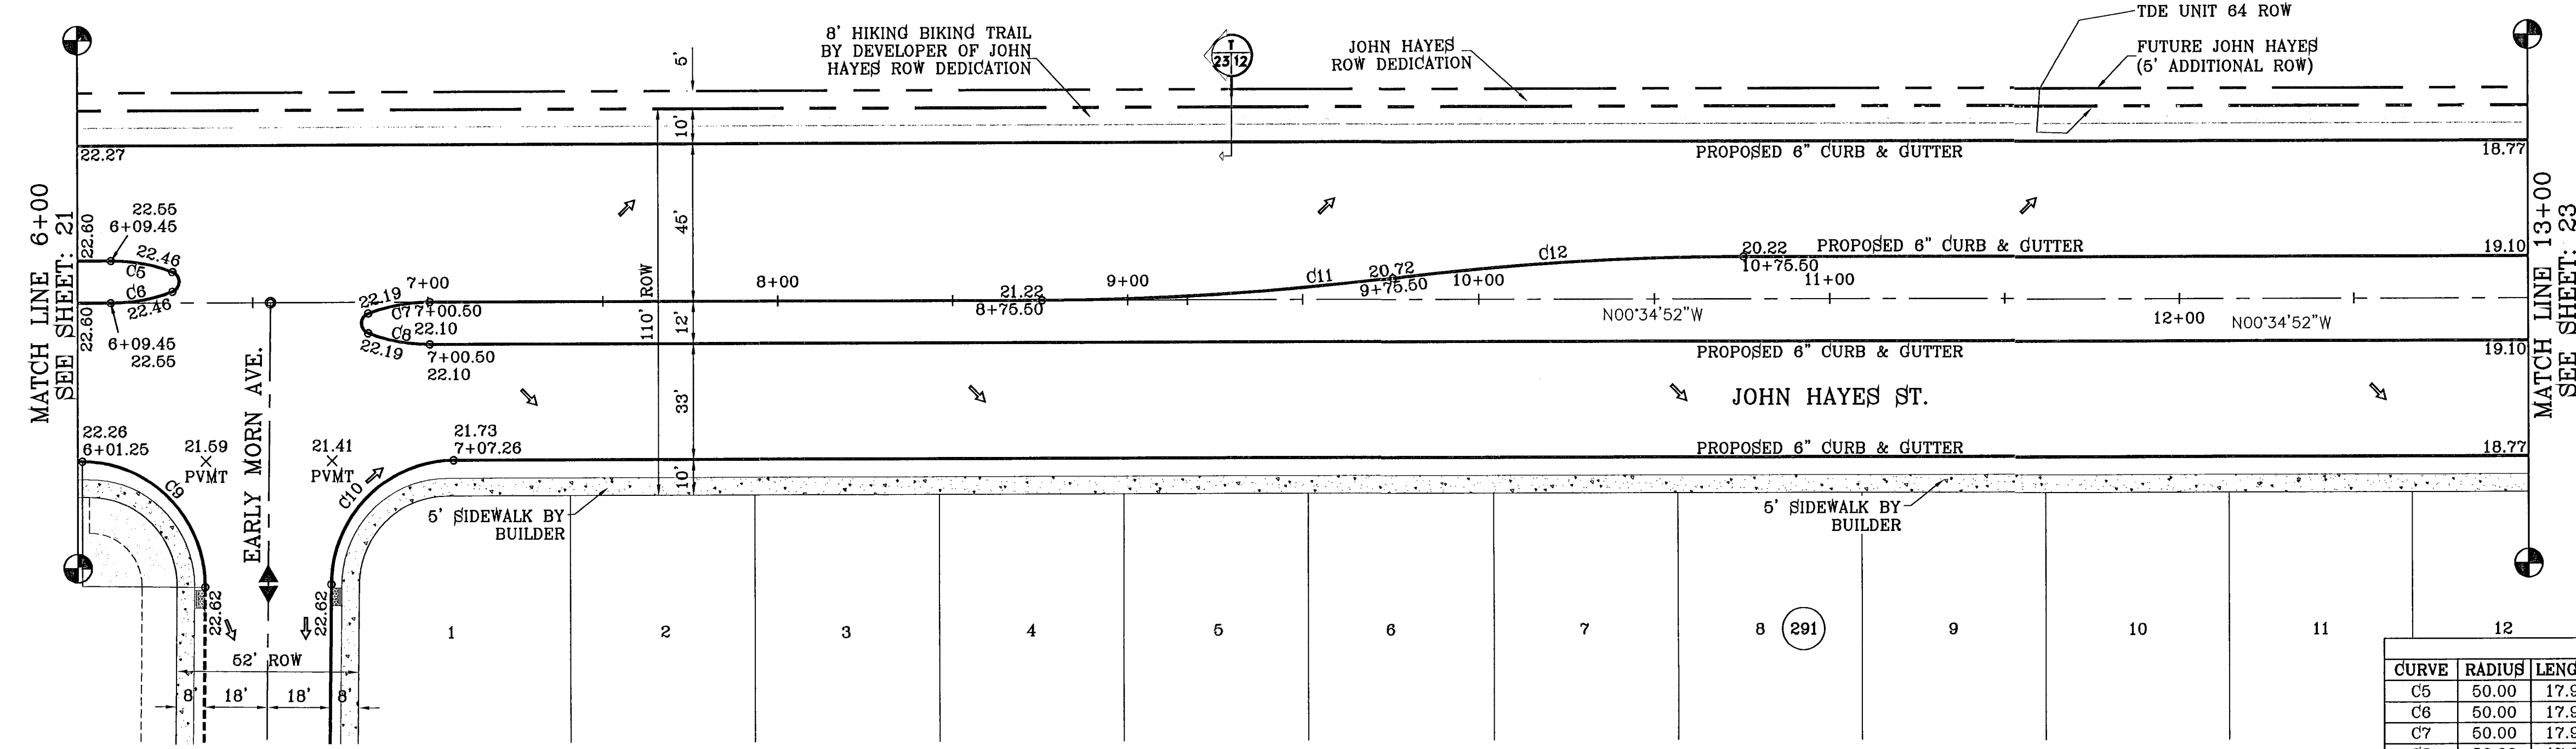 8' HIKING BIKING TRAIL
BY DEVELOPER OF JOHN
HAYES ROW DEDICATION
5'
T
23 12
JOHN HAYES
ROW DEDICATION
TDE UNIT 64 ROW
FUTURE JOHN HAYES
(5' ADDITIONAL ROW)
10'
22.27
PROPOSED 6" CURB & GUTTER
18.77
MATCH LINE 6+00
SEE SHEET: 21
22.60
22.55
6+09.45
22.46
C5
C6
22.46
22.60
6+09.45
22.55
45'
110' ROW
12'
33'
10'
7+00
22.19
C7
7+00.50
22.10
C8
22.19
7+00.50
22.10
8+00
21.22
8+75.50
9+00
C11
20.72
9+75.50
10+00
C12
20.22
10+75.50
PROPOSED 6" CURB & GUTTER
19.10
11+00
N00°34'52"W
12+00
N00°34'52"W
PROPOSED 6" CURB & GUTTER
19.10
MATCH LINE 13+00
SEE SHEET: 23
JOHN HAYES ST.
EARLY MORN AVE.
22.26
6+01.25
21.59
PVMT
21.41
PVMT
21.73
7+07.26
PROPOSED 6" CURB & GUTTER
18.77
C9
C10
5' SIDEWALK BY
BUILDER
5' SIDEWALK BY
BUILDER
22.62
22.62
1
2
3
4
5
6
7
8
291
9
10
11
12
52' ROW
8'
18'
18'
8'
CURVE RADIUS LENG
C5 50.00 17.9
C6 50.00 17.9
C7 50.00 17.9